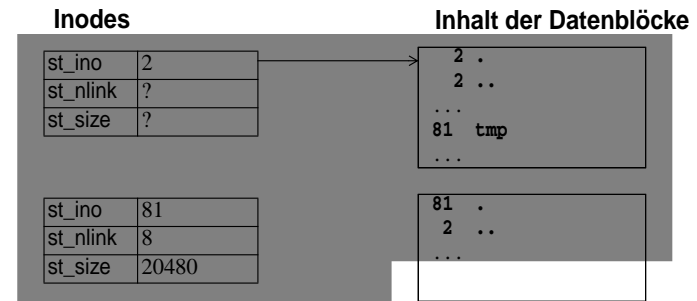 Inodes
Inhalt der Datenblöcke
st_ino 2
st_nlink ?
st_size ?
2 .
2 ..
...
81 tmp
...
st_ino 81
st_nlink 8
st_size 20480
81 .
2 ..
...